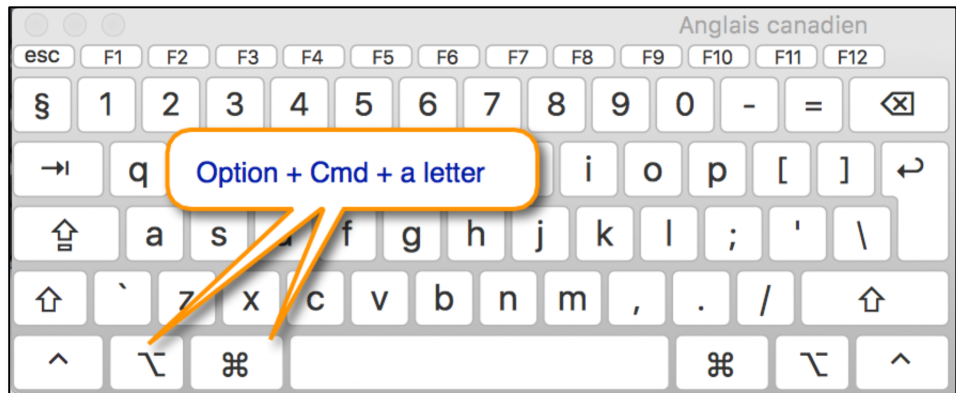 Anglais canadien
esc F1 F2 F3 F4 F5 F6 F7 F8 F9 F10 F11 F12
§ 1 2 3 4 5 6 7 8 9 0 - =
q i o p [ ]
Option + Cmd + a letter
a s d f g h j k l ; ' \
` z x c v b n m , . /
^ ⌥ ⌘ ⌘ ⌥ ^